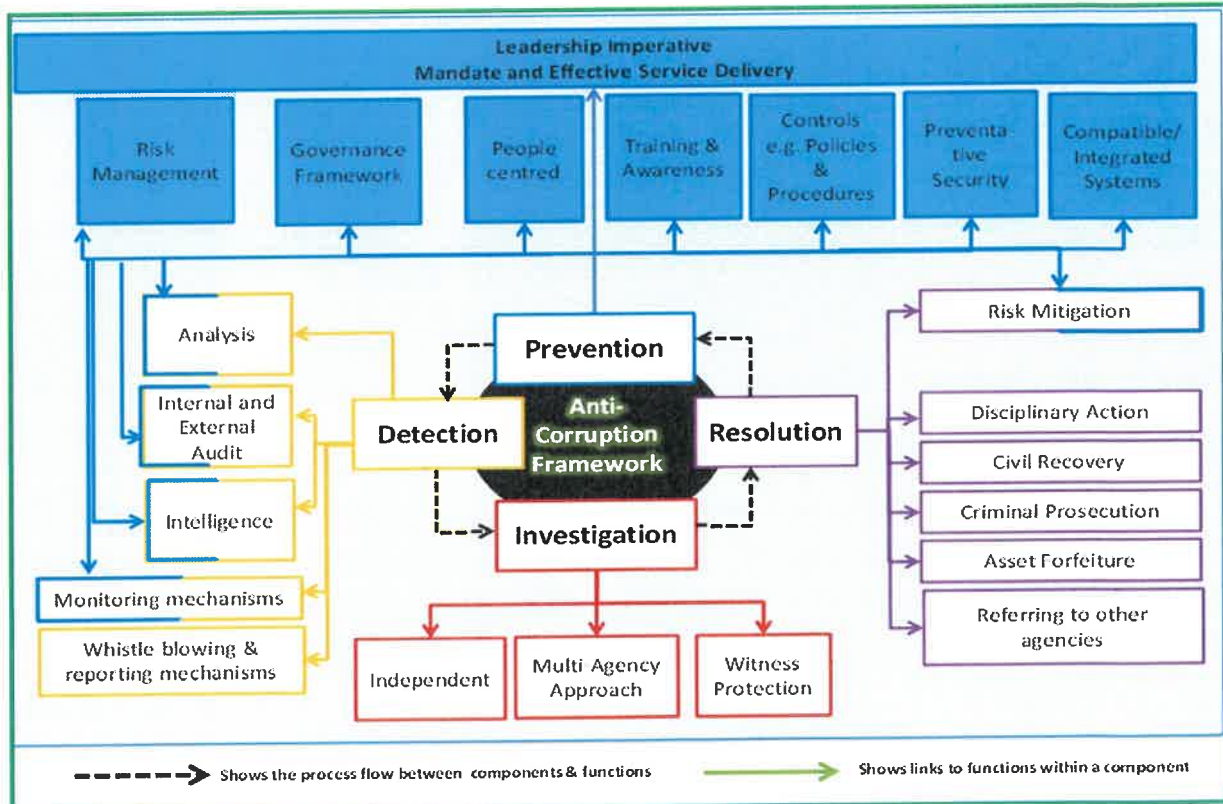 Leadership Imperative
Mandate and Effective Service Delivery
Risk
Management
Governance
Framework
People
centred
Training &
Awareness
Controls
e.g. Policies
&
Procedures
Preventa-
tive
Security
Compatible/
Integrated
Systems
Analysis
Internal and
External
Audit
Intelligence
Monitoring mechanisms
Whistle blowing &
reporting mechanisms
Prevention
Detection
Anti-
Corruption
Framework
Resolution
Investigation
Independent
Multi Agency
Approach
Witness
Protection
Risk Mitigation
Disciplinary Action
Civil Recovery
Criminal Prosecution
Asset Forfeiture
Referring to other
agencies
Shows the process flow between components & functions
Shows links to functions within a component